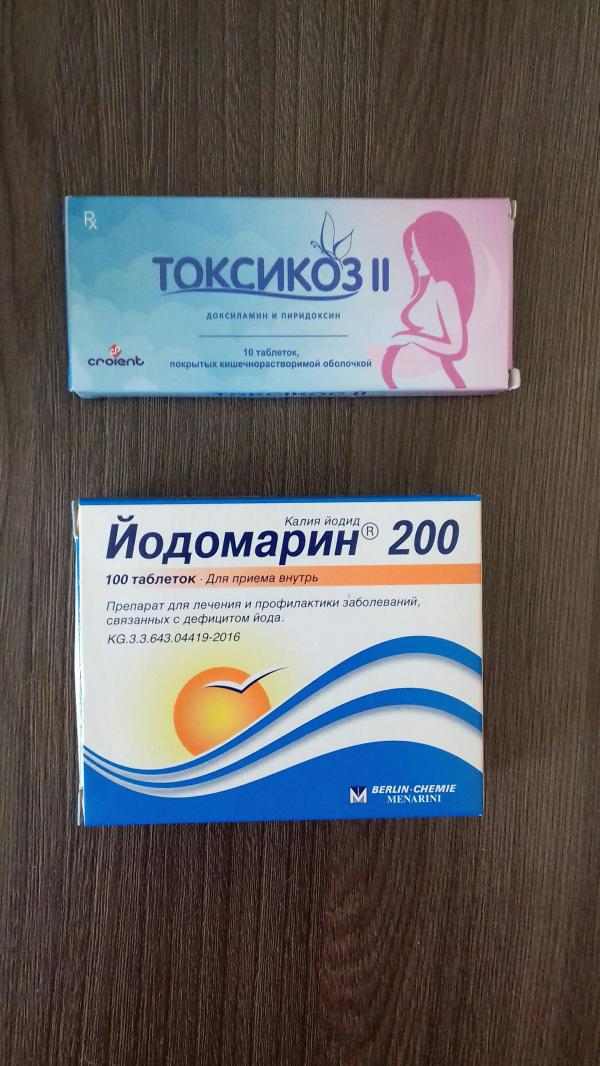 Rx
ТОКСИКОЗ II
ДОКСИЛАМИН И ПИРИДОКСИН
10 таблеток,
покрытых кишечнорастворимой оболочкой
croient
Калия йодид
Йодомарин® 200
100 таблеток · Для приема внутрь
Препарат для лечения и профилактики заболеваний,
связанных с дефицитом йода.
KG.3.3.643.04419-2016
BERLIN-CHEMIE
MENARINI